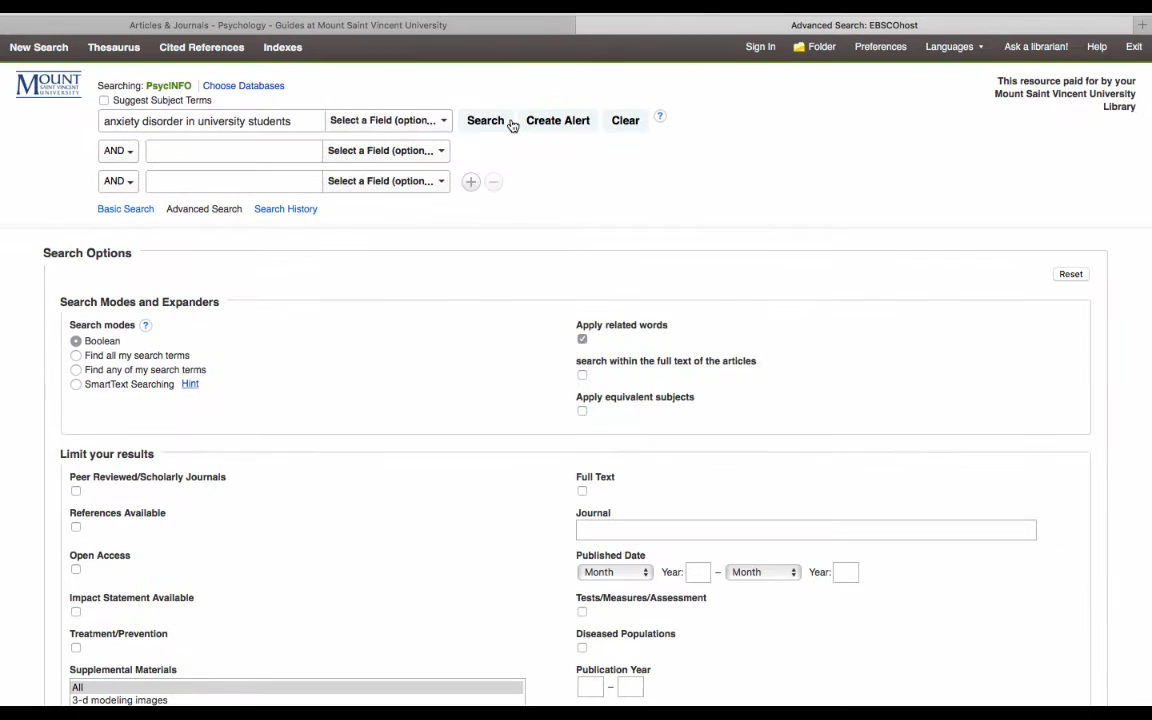 Articles & Journals - Psychology - Guides at Mount Saint Vincent University
Advanced Search: EBSCOhost
New Search Thesaurus Cited References Indexes Sign In Folder Preferences Languages Ask a librarian! Help Exit
MOUNT
SAINT VINCENT
UNIVERSITY
Searching: PsycINFO Choose Databases
Suggest Subject Terms
This resource paid for by your
Mount Saint Vincent University
Library
anxiety disorder in university students Select a Field (option... Search Create Alert Clear ?
AND Select a Field (option...
AND Select a Field (option... + −
Basic Search Advanced Search Search History
Search Options
Reset
Search Modes and Expanders
Search modes ?
Boolean
Find all my search terms
Find any of my search terms
SmartText Searching Hint
Apply related words
search within the full text of the articles
Apply equivalent subjects
Limit your results
Peer Reviewed/Scholarly Journals
References Available
Open Access
Impact Statement Available
Treatment/Prevention
Supplemental Materials
All
3-d modeling images
Full Text
Journal
Published Date
Month Year: – Month Year:
Tests/Measures/Assessment
Diseased Populations
Publication Year
–